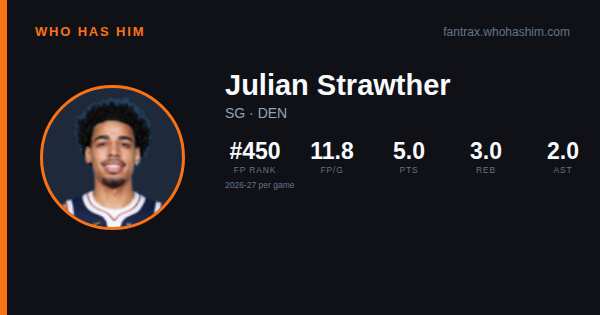 WHO HAS HIM
fantrax.whohashim.com
Julian Strawther
SG · DEN
#450 11.8 5.0 3.0 2.0
FP RANK FP/G PTS REB AST
2026-27 per game